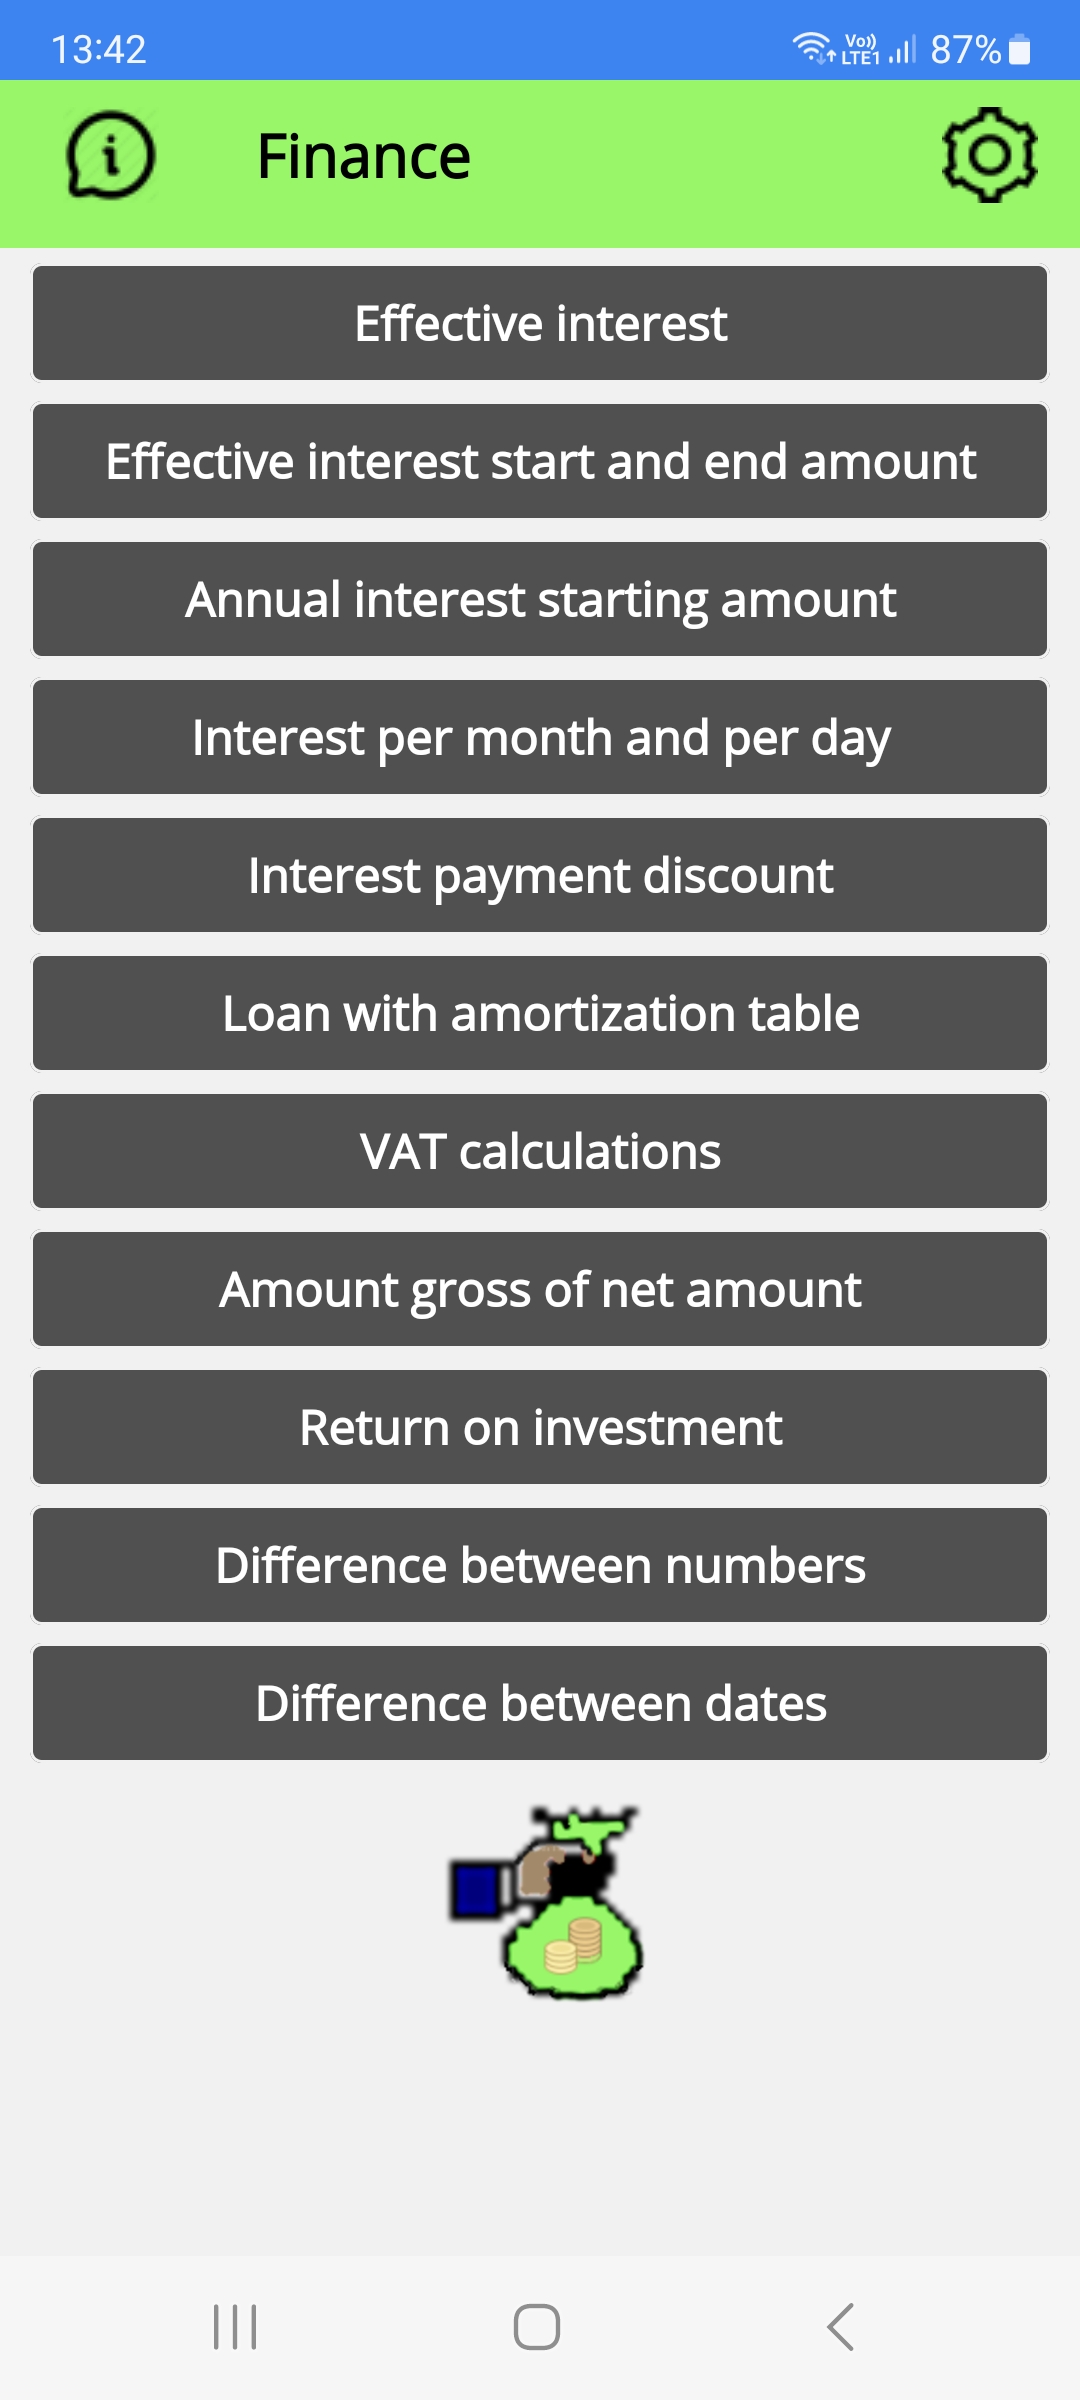 13:42
Vo)) LTE1 87%
Finance
Effective interest
Effective interest start and end amount
Annual interest starting amount
Interest per month and per day
Interest payment discount
Loan with amortization table
VAT calculations
Amount gross of net amount
Return on investment
Difference between numbers
Difference between dates